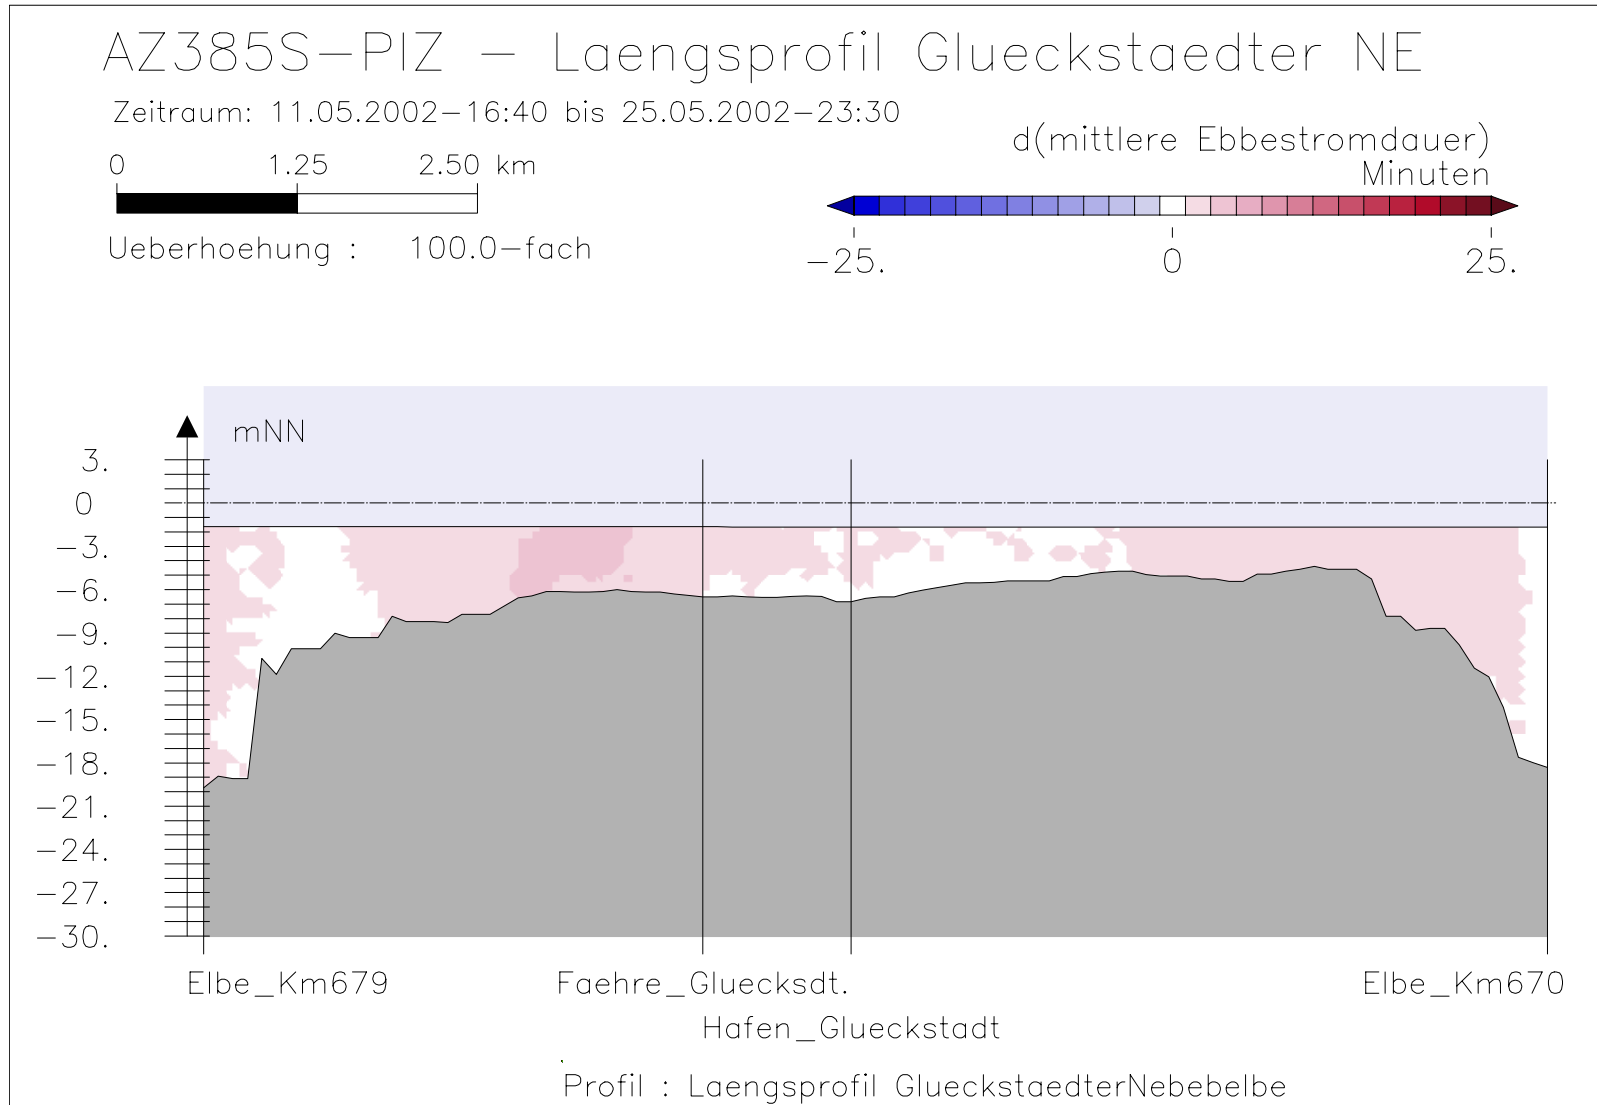 AZ385S-PIZ - Laengsprofil Glueckstaedter NE
Zeitraum: 11.05.2002-16:40 bis 25.05.2002-23:30
d(mittlere Ebbestromdauer)
Minuten
0 1.25 2.50 km
Ueberhoehung : 100.0-fach
-25. 0 25.
mNN
3.
0
-3.
-6.
-9.
-12.
-15.
-18.
-21.
-24.
-27.
-30.
Elbe_Km679 Faehre_Gluecksdt. Elbe_Km670
Hafen_Glueckstadt
Profil : Laengsprofil GlueckstaedterNebebelbe